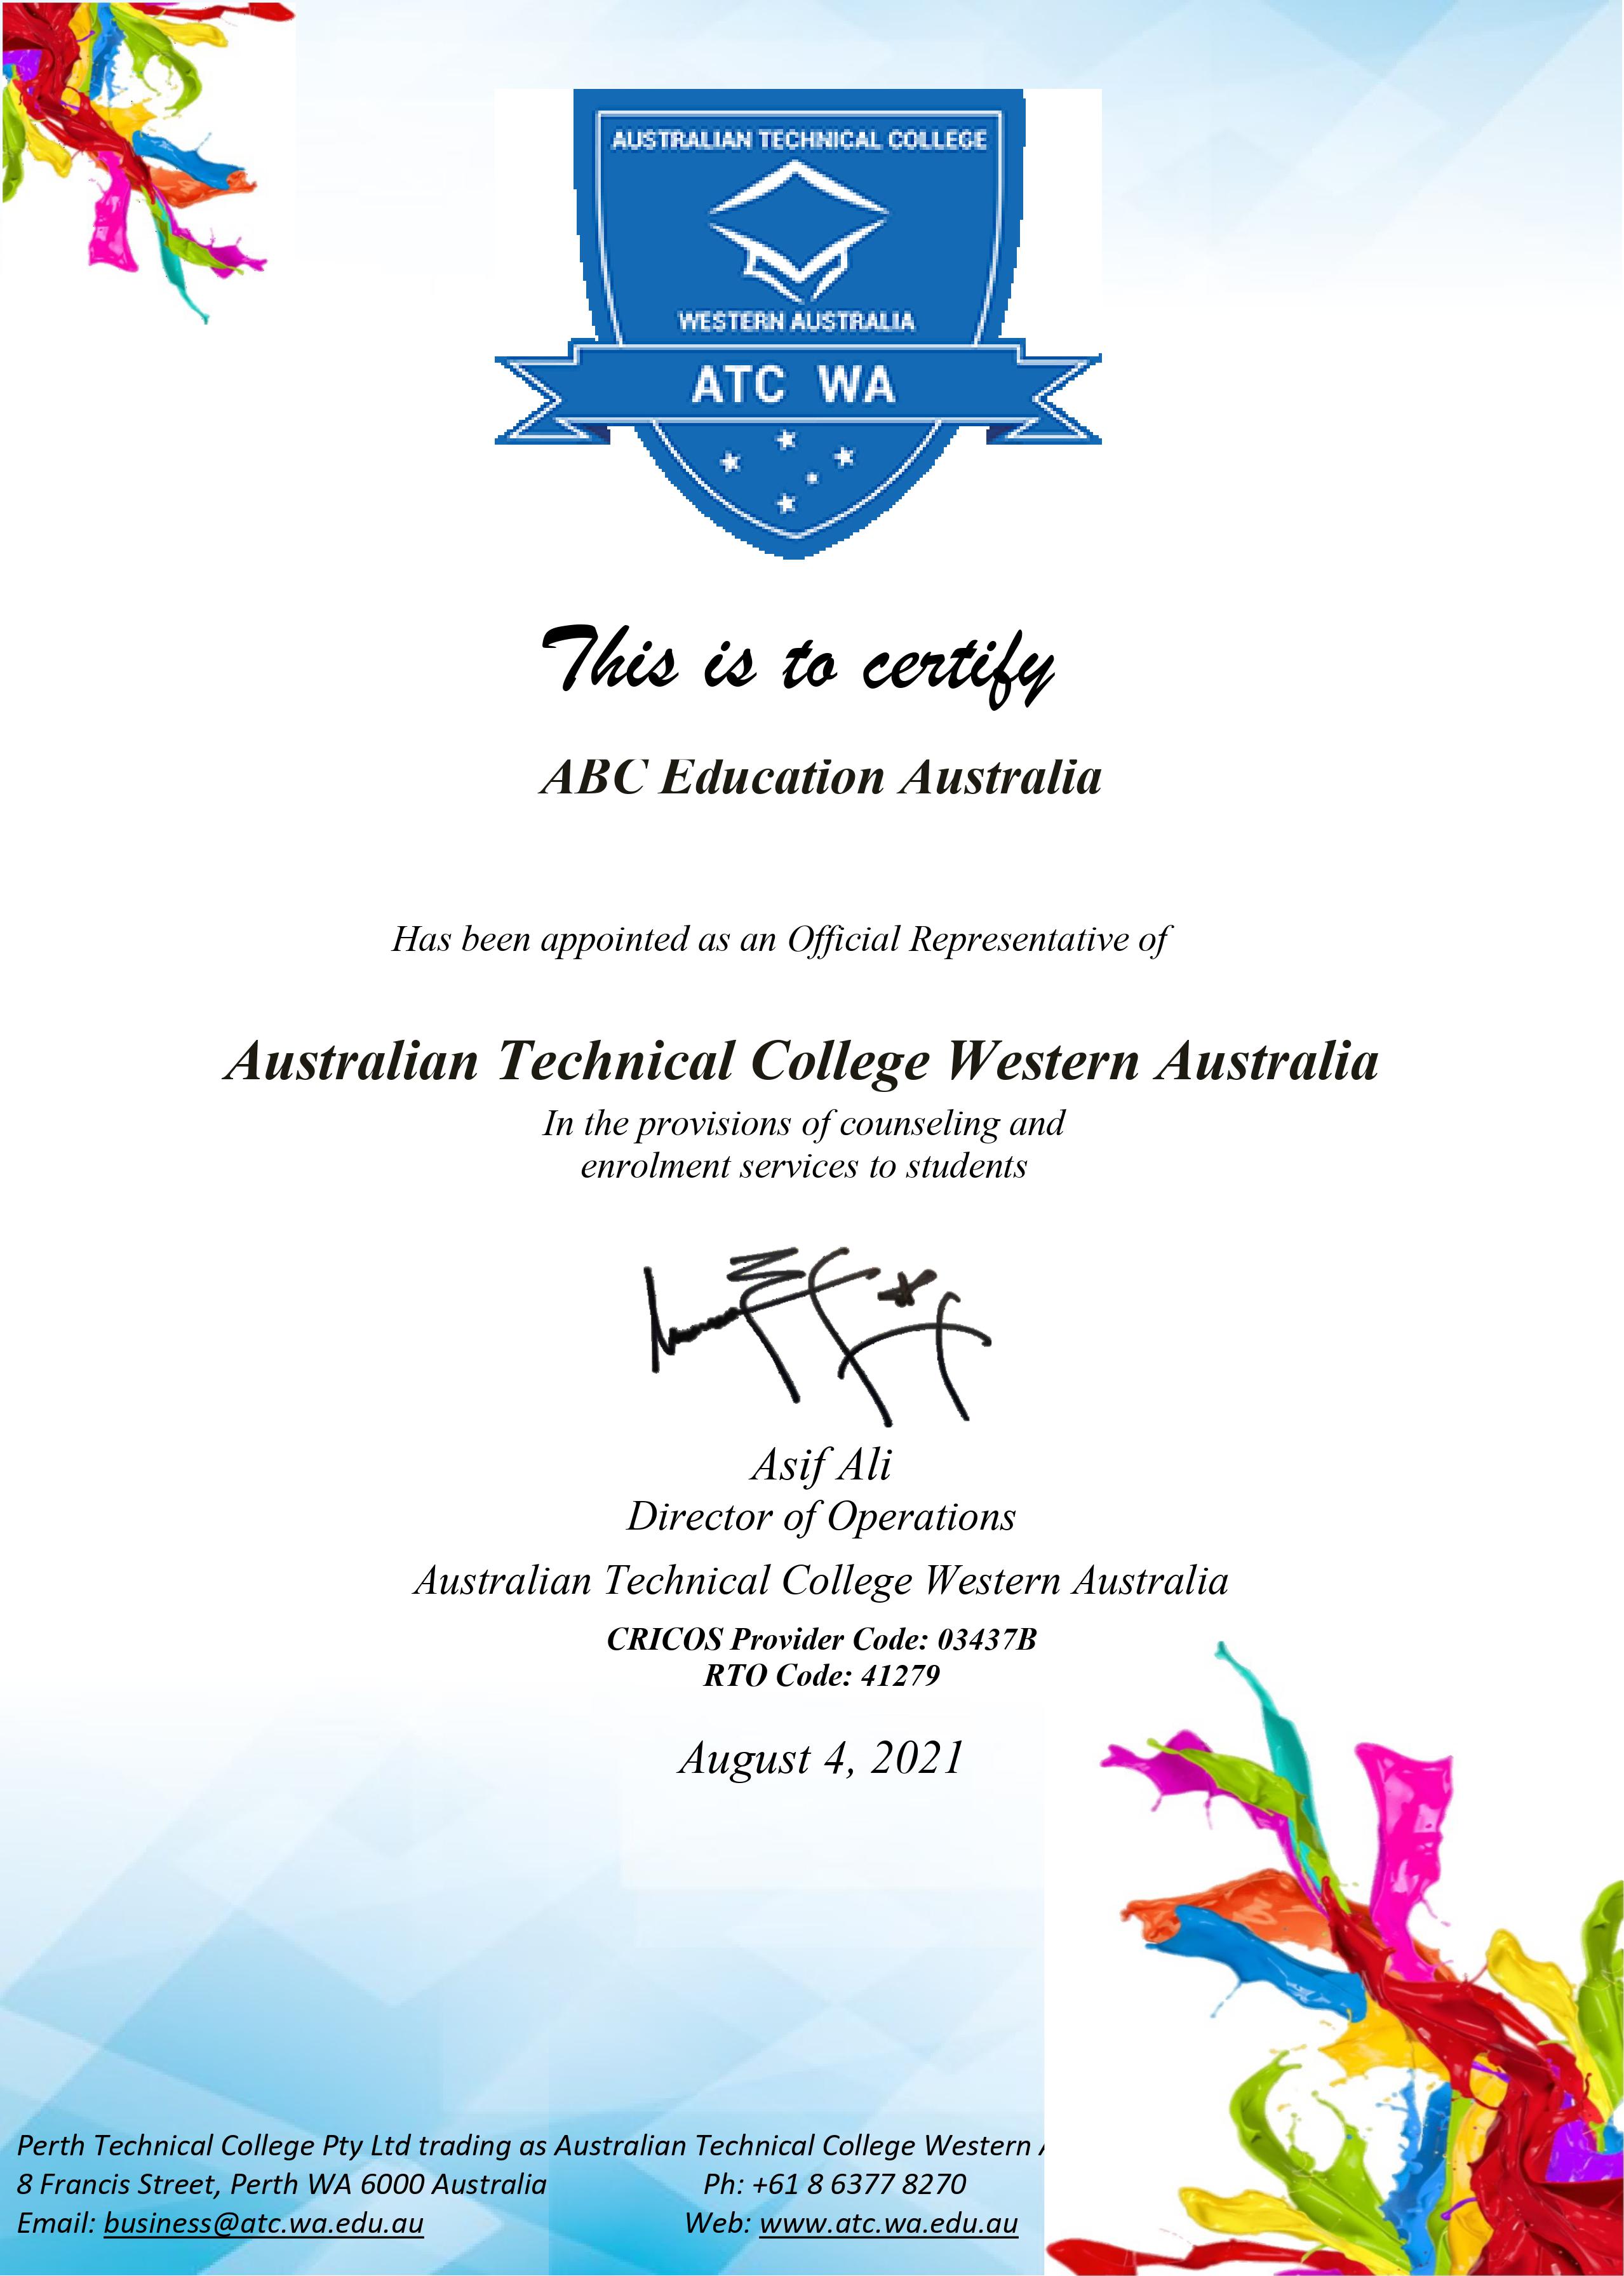 AUSTRALIAN TECHNICAL COLLEGE
WESTERN AUSTRALIA
ATC WA
This is to certify
ABC Education Australia
Has been appointed as an Official Representative of
Australian Technical College Western Australia
In the provisions of counseling and
enrolment services to students
Asif Ali
Director of Operations
Australian Technical College Western Australia
CRICOS Provider Code: 03437B
RTO Code: 41279
August 4, 2021
Perth Technical College Pty Ltd trading as Australian Technical College Western
8 Francis Street, Perth WA 6000 Australia Ph: +61 8 6377 8270
Email: business@atc.wa.edu.au Web: www.atc.wa.edu.au